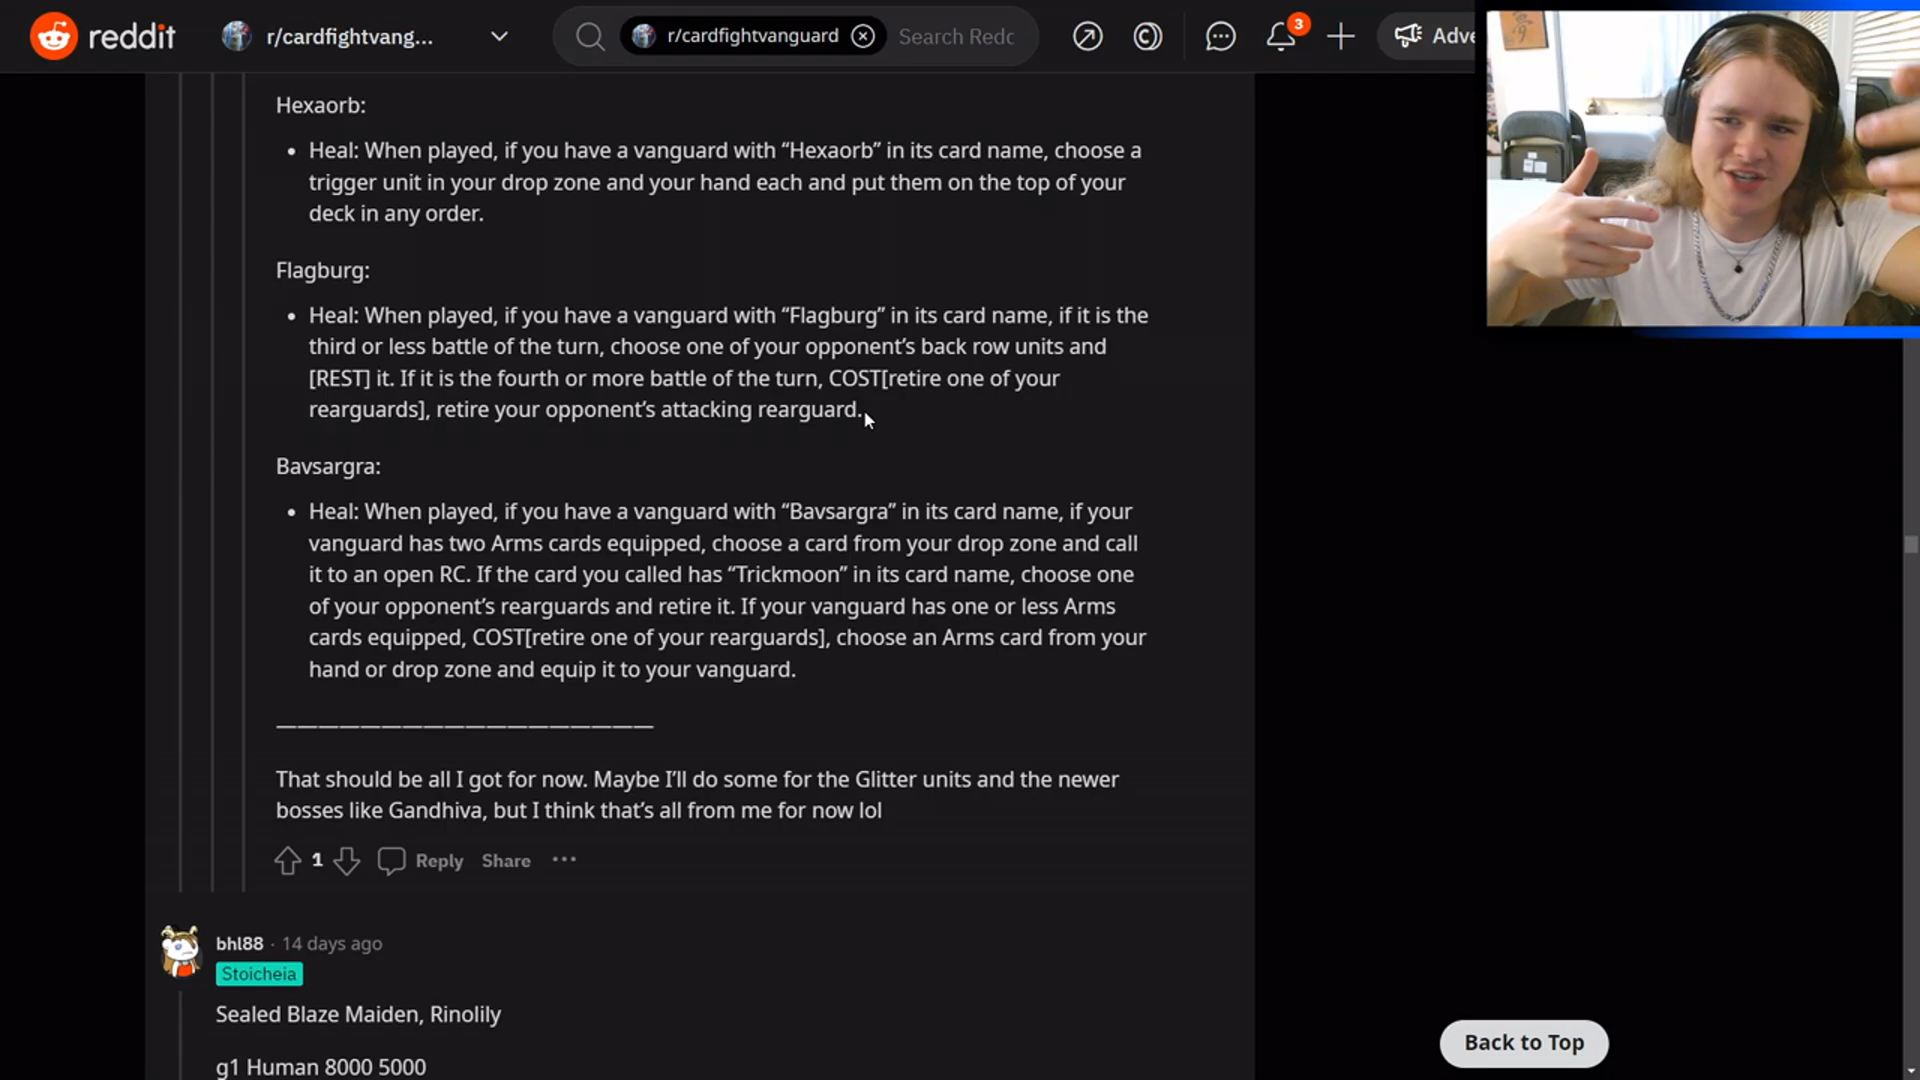 reddit
r/cardfightvang...
r/cardfightvanguard
Search Redc
3
Adve
Hexaorb:
• Heal: When played, if you have a vanguard with “Hexaorb” in its card name, choose a
trigger unit in your drop zone and your hand each and put them on the top of your
deck in any order.
Flagburg:
• Heal: When played, if you have a vanguard with “Flagburg” in its card name, if it is the
third or less battle of the turn, choose one of your opponent’s back row units and
[REST] it. If it is the fourth or more battle of the turn, COST[retire one of your
rearguards], retire your opponent’s attacking rearguard.
Bavsargra:
• Heal: When played, if you have a vanguard with “Bavsargra” in its card name, if your
vanguard has two Arms cards equipped, choose a card from your drop zone and call
it to an open RC. If the card you called has “Trickmoon” in its card name, choose one
of your opponent’s rearguards and retire it. If your vanguard has one or less Arms
cards equipped, COST[retire one of your rearguards], choose an Arms card from your
hand or drop zone and equip it to your vanguard.
——————————————————
That should be all I got for now. Maybe I’ll do some for the Glitter units and the newer
bosses like Gandhiva, but I think that’s all from me for now lol
1 Reply Share ···
bhl88 · 14 days ago
Stoicheia
Sealed Blaze Maiden, Rinolily
g1 Human 8000 5000
Back to Top